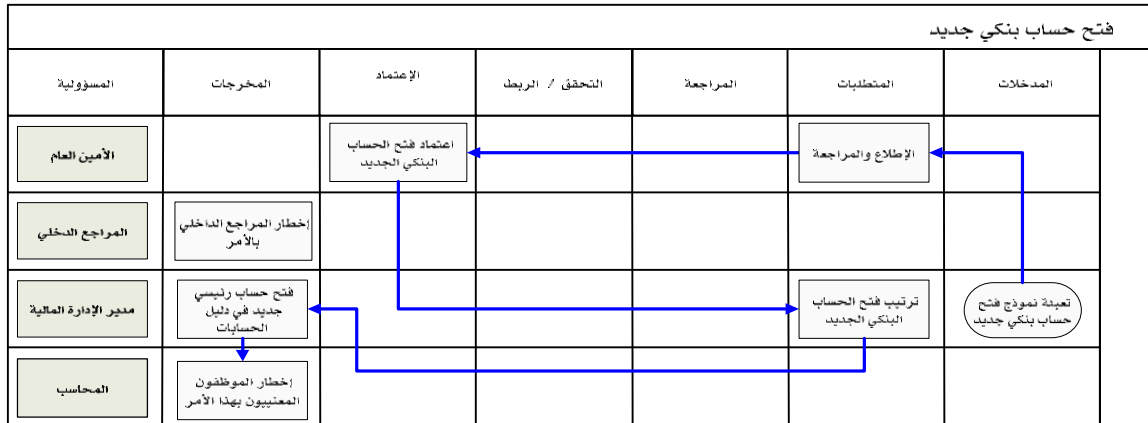 فتح حساب بنكي جديد
المدخلات
المتطلبات
المراجعة
التحقق / الربط
الإعتماد
المخرجات
المسؤولية
الإطلاع والمراجعة
اعتماد فتح الحساب
البنكي الجديد
الأمين العام
إخطار المراجع الداخلي
بالأمر
المراجع الدخلي
تعبئة نموذج فتح
حساب بنكي جديد
ترتيب فتح الحساب
البنكي الجديد
فتح حساب رئيسي
جديد في دليل
الحسابات
مدير الإدارة المالية
إخطار الموظفون
المعنييون بهذا الأمر
المحاسب